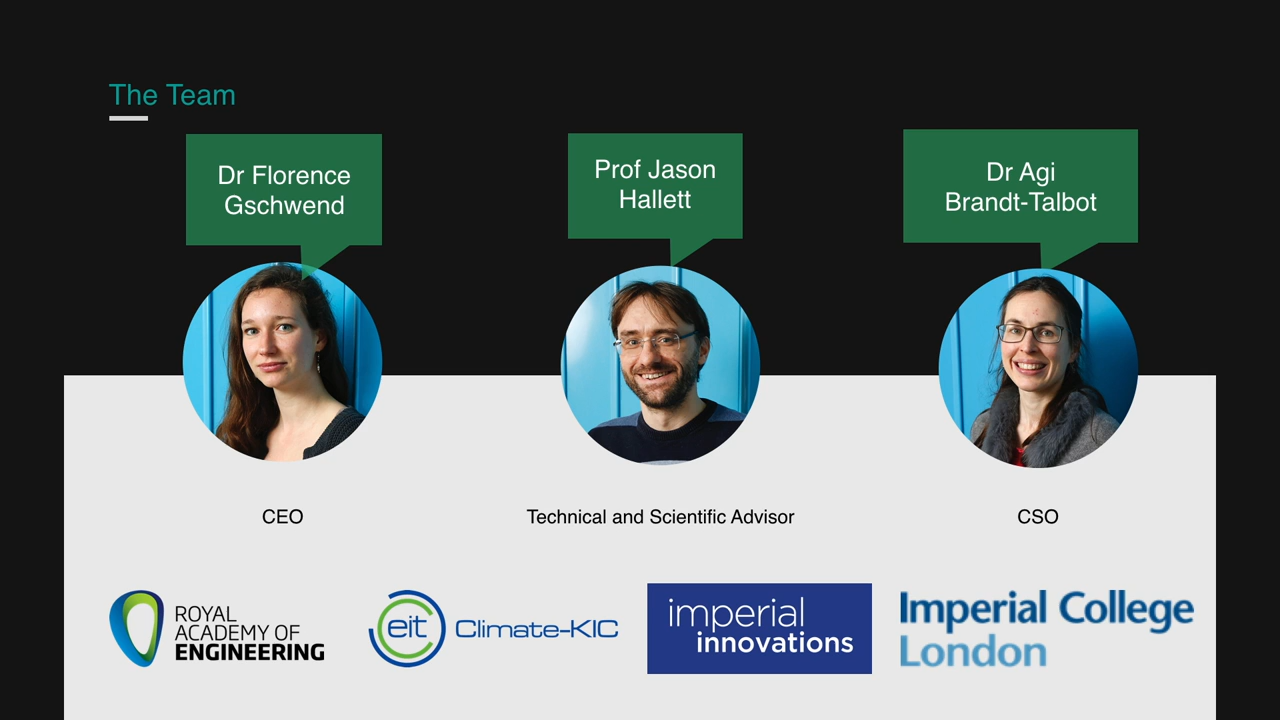 The Team
Dr Florence
Gschwend
Prof Jason
Hallett
Dr Agi
Brandt-Talbot
CEO
Technical and Scientific Advisor
CSO
ROYAL
ACADEMY OF
ENGINEERING
eit Climate-KIC
imperial
innovations
Imperial College
London